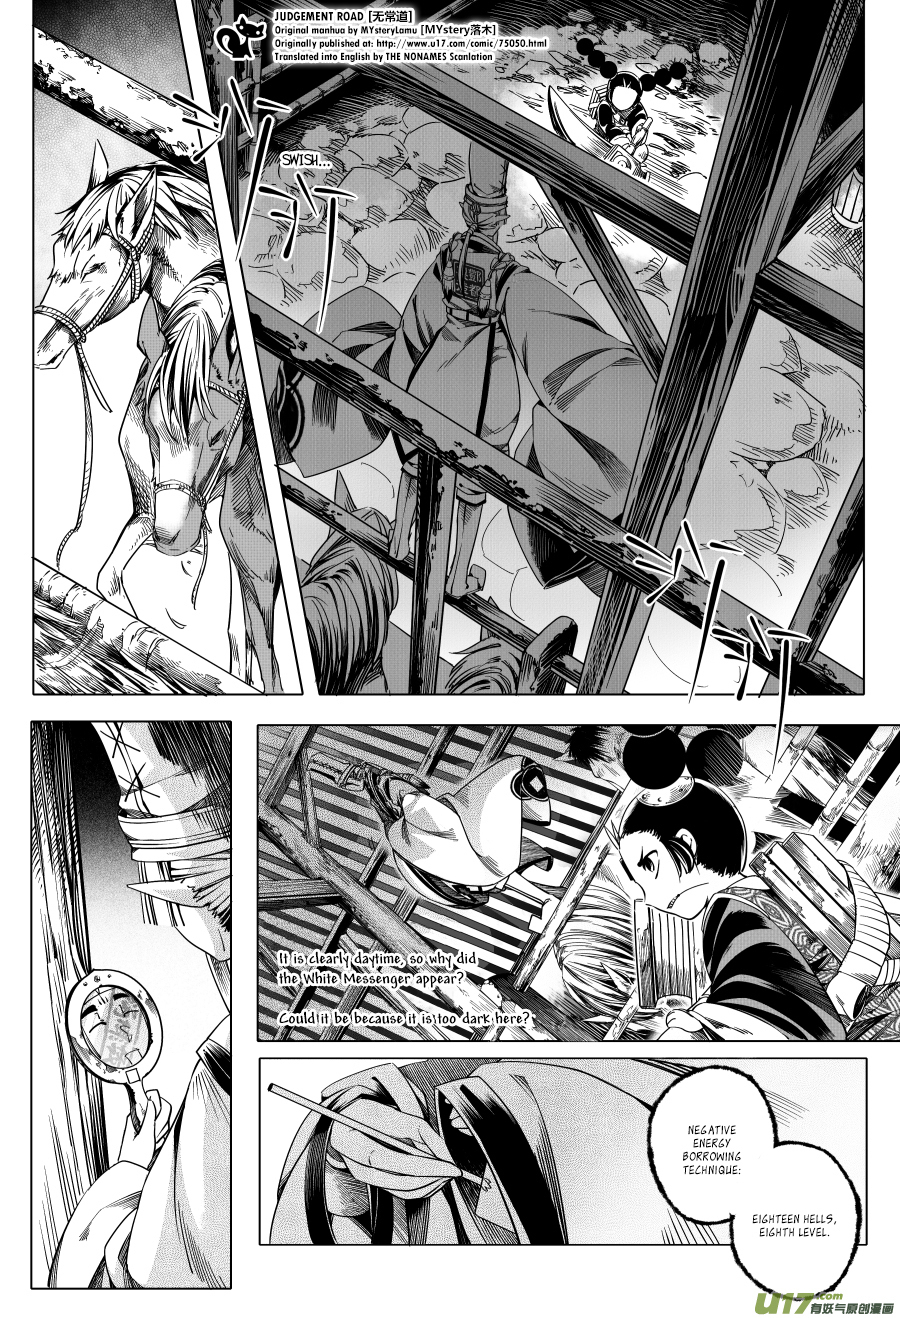 JUDGEMENT ROAD [无常道]
Original manhua by MYsteryLamu [MYstery落木]
Originally published at: http://www.u17.com/comic/75050.html
Translated into English by THE NONAMES Scanlation
SWISH...
It is clearly daytime, so why did
the White Messenger appear?
Could it be because it is too dark here?
NEGATIVE
ENERGY
BORROWING
TECHNIQUE:
EIGHTEEN HELLS,
EIGHTH LEVEL.
U17.com
有妖气原创漫画